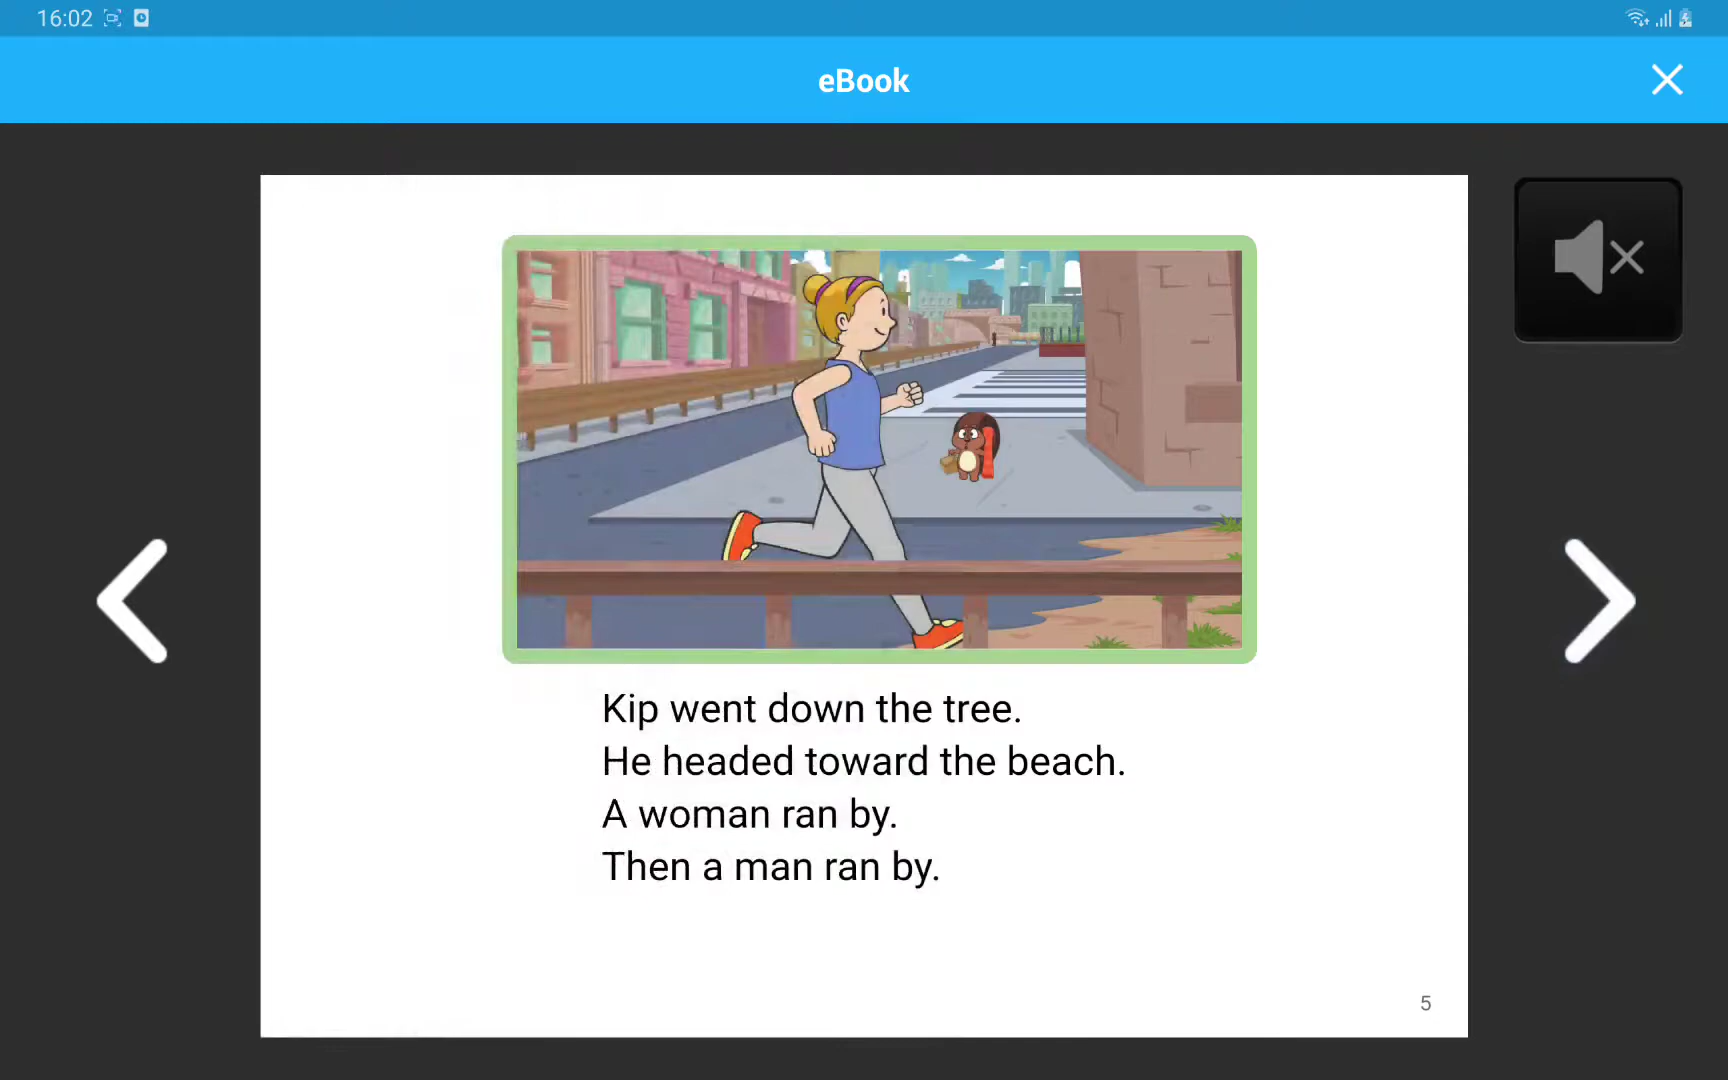 16:02
eBook
Kip went down the tree.
He headed toward the beach.
A woman ran by.
Then a man ran by.
5